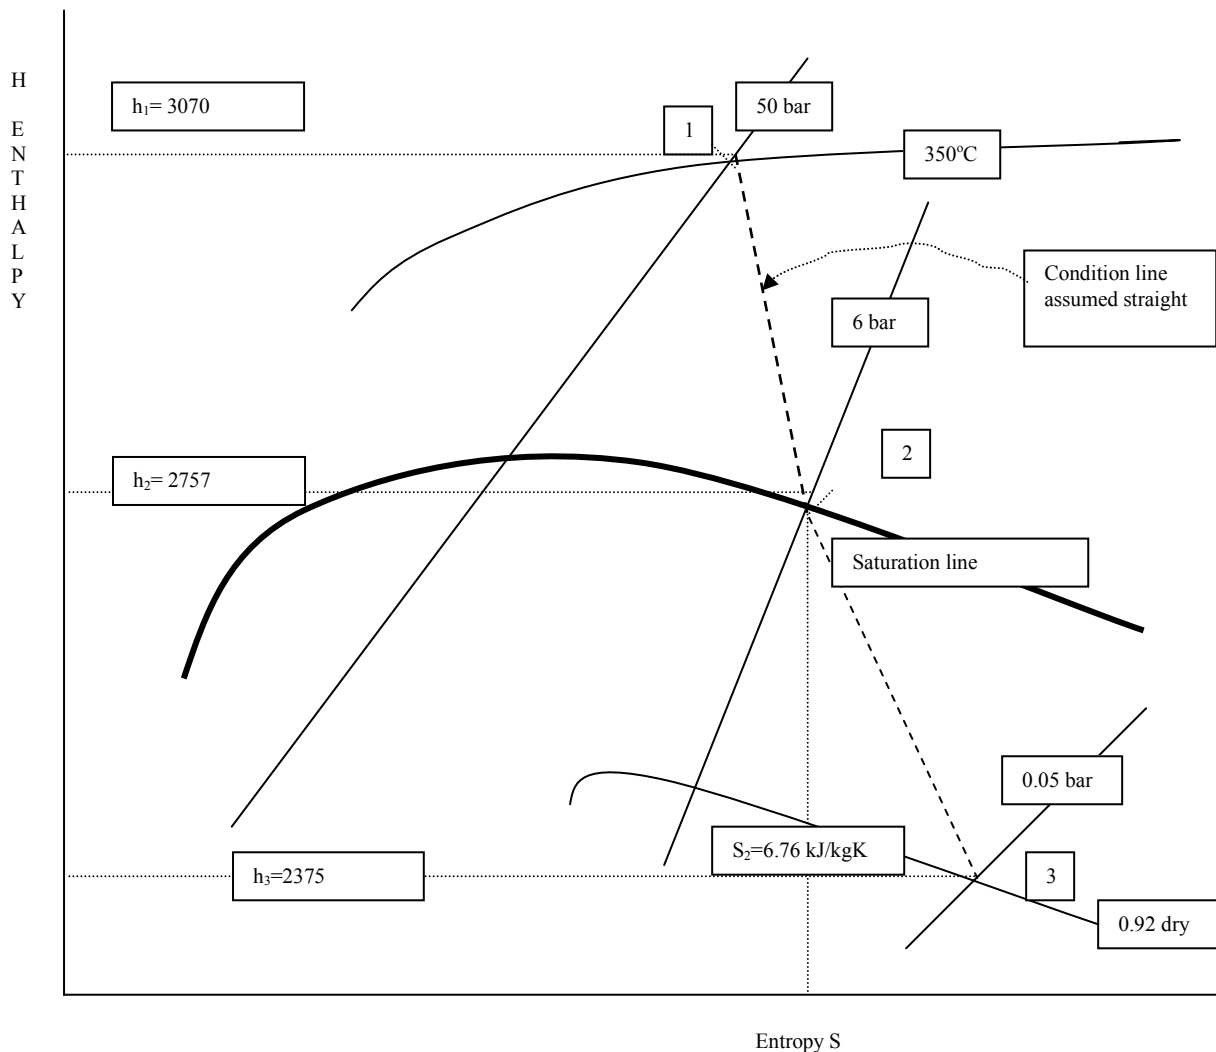 H
E
N
T
H
A
L
P
Y
h₁= 3070
1
50 bar
350ºC
Condition line
assumed straight
6 bar
2
h₂= 2757
Saturation line
0.05 bar
S₂=6.76 kJ/kgK
h₃=2375
3
0.92 dry
Entropy S